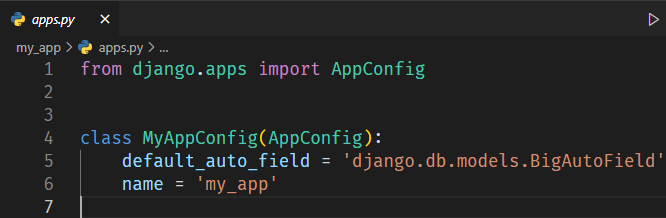 apps.py
my_app > apps.py > ...
1 from django.apps import AppConfig
2
3
4 class MyAppConfig(AppConfig):
5     default_auto_field = 'django.db.models.BigAutoField'
6     name = 'my_app'
7